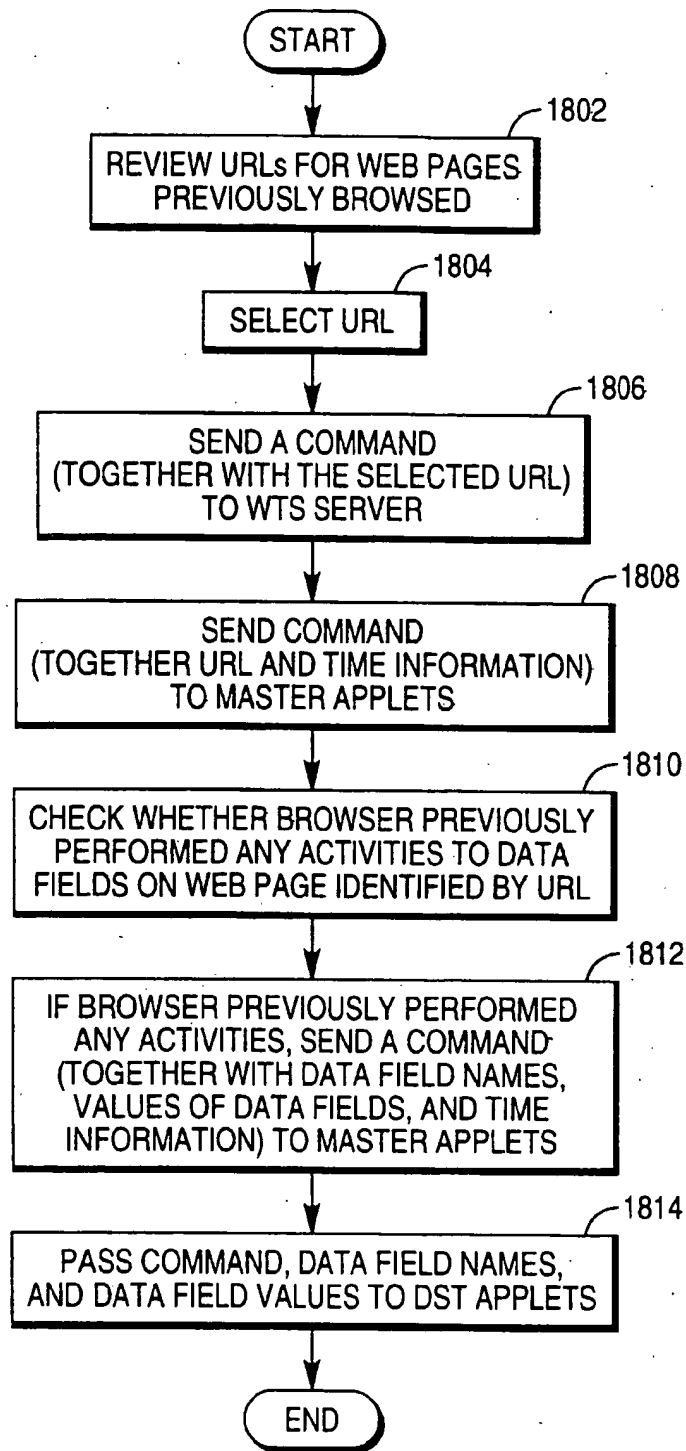 START
1802
REVIEW URLs FOR WEB PAGES
PREVIOUSLY BROWSED
1804
SELECT URL
1806
SEND A COMMAND
(TOGETHER WITH THE SELECTED URL)
TO WTS SERVER
1808
SEND COMMAND
(TOGETHER URL AND TIME INFORMATION)
TO MASTER APPLETS
1810
CHECK WHETHER BROWSER PREVIOUSLY
PERFORMED ANY ACTIVITIES TO DATA
FIELDS ON WEB PAGE IDENTIFIED BY URL
1812
IF BROWSER PREVIOUSLY PERFORMED
ANY ACTIVITIES, SEND A COMMAND
(TOGETHER WITH DATA FIELD NAMES,
VALUES OF DATA FIELDS, AND TIME
INFORMATION) TO MASTER APPLETS
1814
PASS COMMAND, DATA FIELD NAMES,
AND DATA FIELD VALUES TO DST APPLETS
END